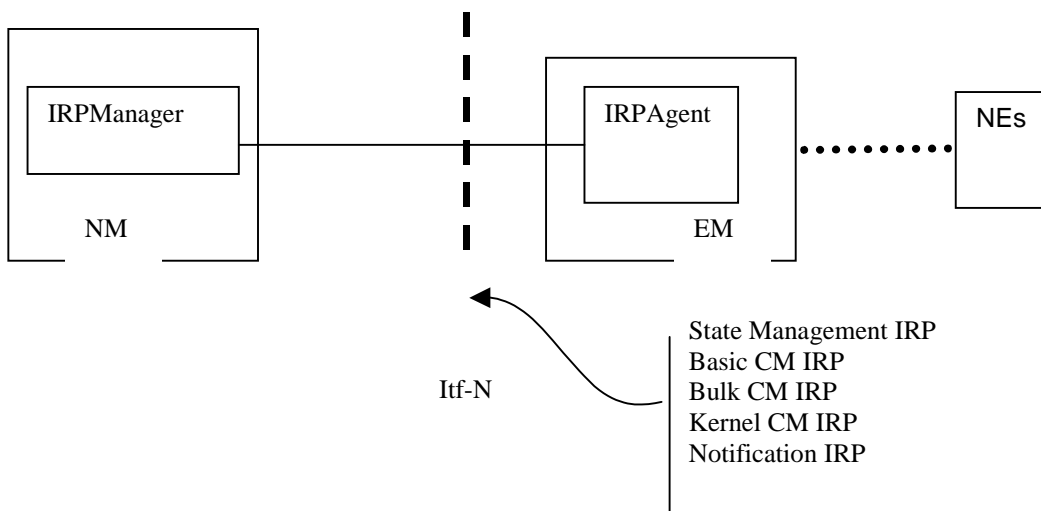 IRPManager
IRPAgent
NEs
NM
EM
Itf-N
State Management IRP
Basic CM IRP
Bulk CM IRP
Kernel CM IRP
Notification IRP